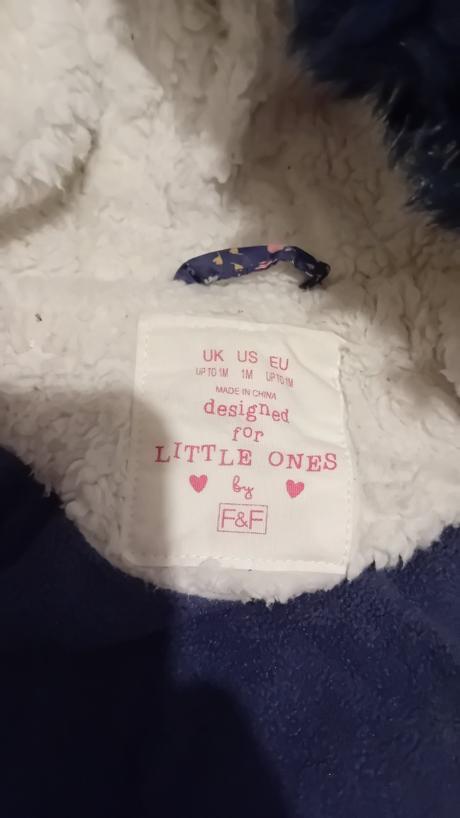 UK US EU
UP TO 1M 1M UP TO 1M
MADE IN CHINA
designed
for
LITTLE ONES
by
F&F